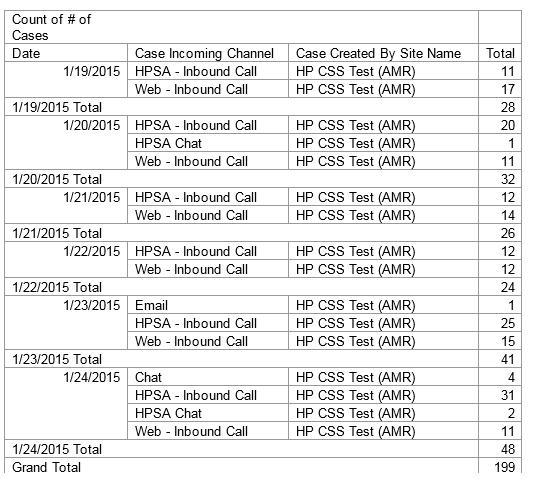 Count of # of
Cases
Date Case Incoming Channel Case Created By Site Name Total
1/19/2015 HPSA - Inbound Call HP CSS Test (AMR) 11
Web - Inbound Call HP CSS Test (AMR) 17
1/19/2015 Total 28
1/20/2015 HPSA - Inbound Call HP CSS Test (AMR) 20
HPSA Chat HP CSS Test (AMR) 1
Web - Inbound Call HP CSS Test (AMR) 11
1/20/2015 Total 32
1/21/2015 HPSA - Inbound Call HP CSS Test (AMR) 12
Web - Inbound Call HP CSS Test (AMR) 14
1/21/2015 Total 26
1/22/2015 HPSA - Inbound Call HP CSS Test (AMR) 12
Web - Inbound Call HP CSS Test (AMR) 12
1/22/2015 Total 24
1/23/2015 Email HP CSS Test (AMR) 1
HPSA - Inbound Call HP CSS Test (AMR) 25
Web - Inbound Call HP CSS Test (AMR) 15
1/23/2015 Total 41
1/24/2015 Chat HP CSS Test (AMR) 4
HPSA - Inbound Call HP CSS Test (AMR) 31
HPSA Chat HP CSS Test (AMR) 2
Web - Inbound Call HP CSS Test (AMR) 11
1/24/2015 Total 48
Grand Total 199